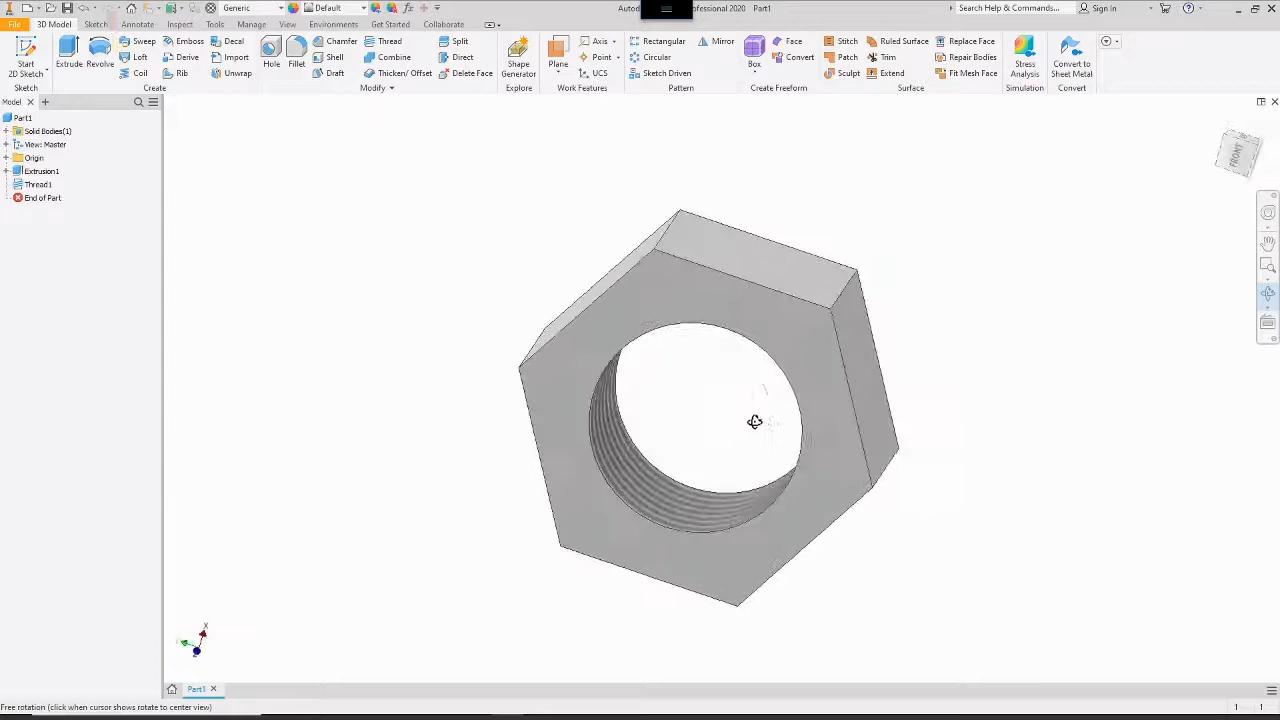 Generic
Default
Autod
ofessional 2020 Part1
Search Help & Commands...
Sign In
File
3D Model
Sketch
Annotate
Inspect
Tools
Manage
View
Environments
Get Started
Collaborate
Start
2D Sketch
Sketch
Extrude
Revolve
Sweep
Loft
Coil
Emboss
Derive
Rib
Decal
Import
Unwrap
Create
Hole
Fillet
Chamfer
Shell
Draft
Thread
Combine
Thicken/ Offset
Split
Direct
Delete Face
Modify
Shape
Generator
Explore
Plane
Axis
Point
UCS
Work Features
Rectangular
Circular
Sketch Driven
Mirror
Pattern
Box
Face
Convert
Create Freeform
Stitch
Patch
Sculpt
Ruled Surface
Trim
Extend
Replace Face
Repair Bodies
Fit Mesh Face
Surface
Stress
Analysis
Simulation
Convert to
Sheet Metal
Convert
Model
Part1
Solid Bodies(1)
View: Master
Origin
Extrusion1
Thread1
End of Part
FRONT
X
Part1
Free rotation (click when cursor shows rotate to center view)
1
1